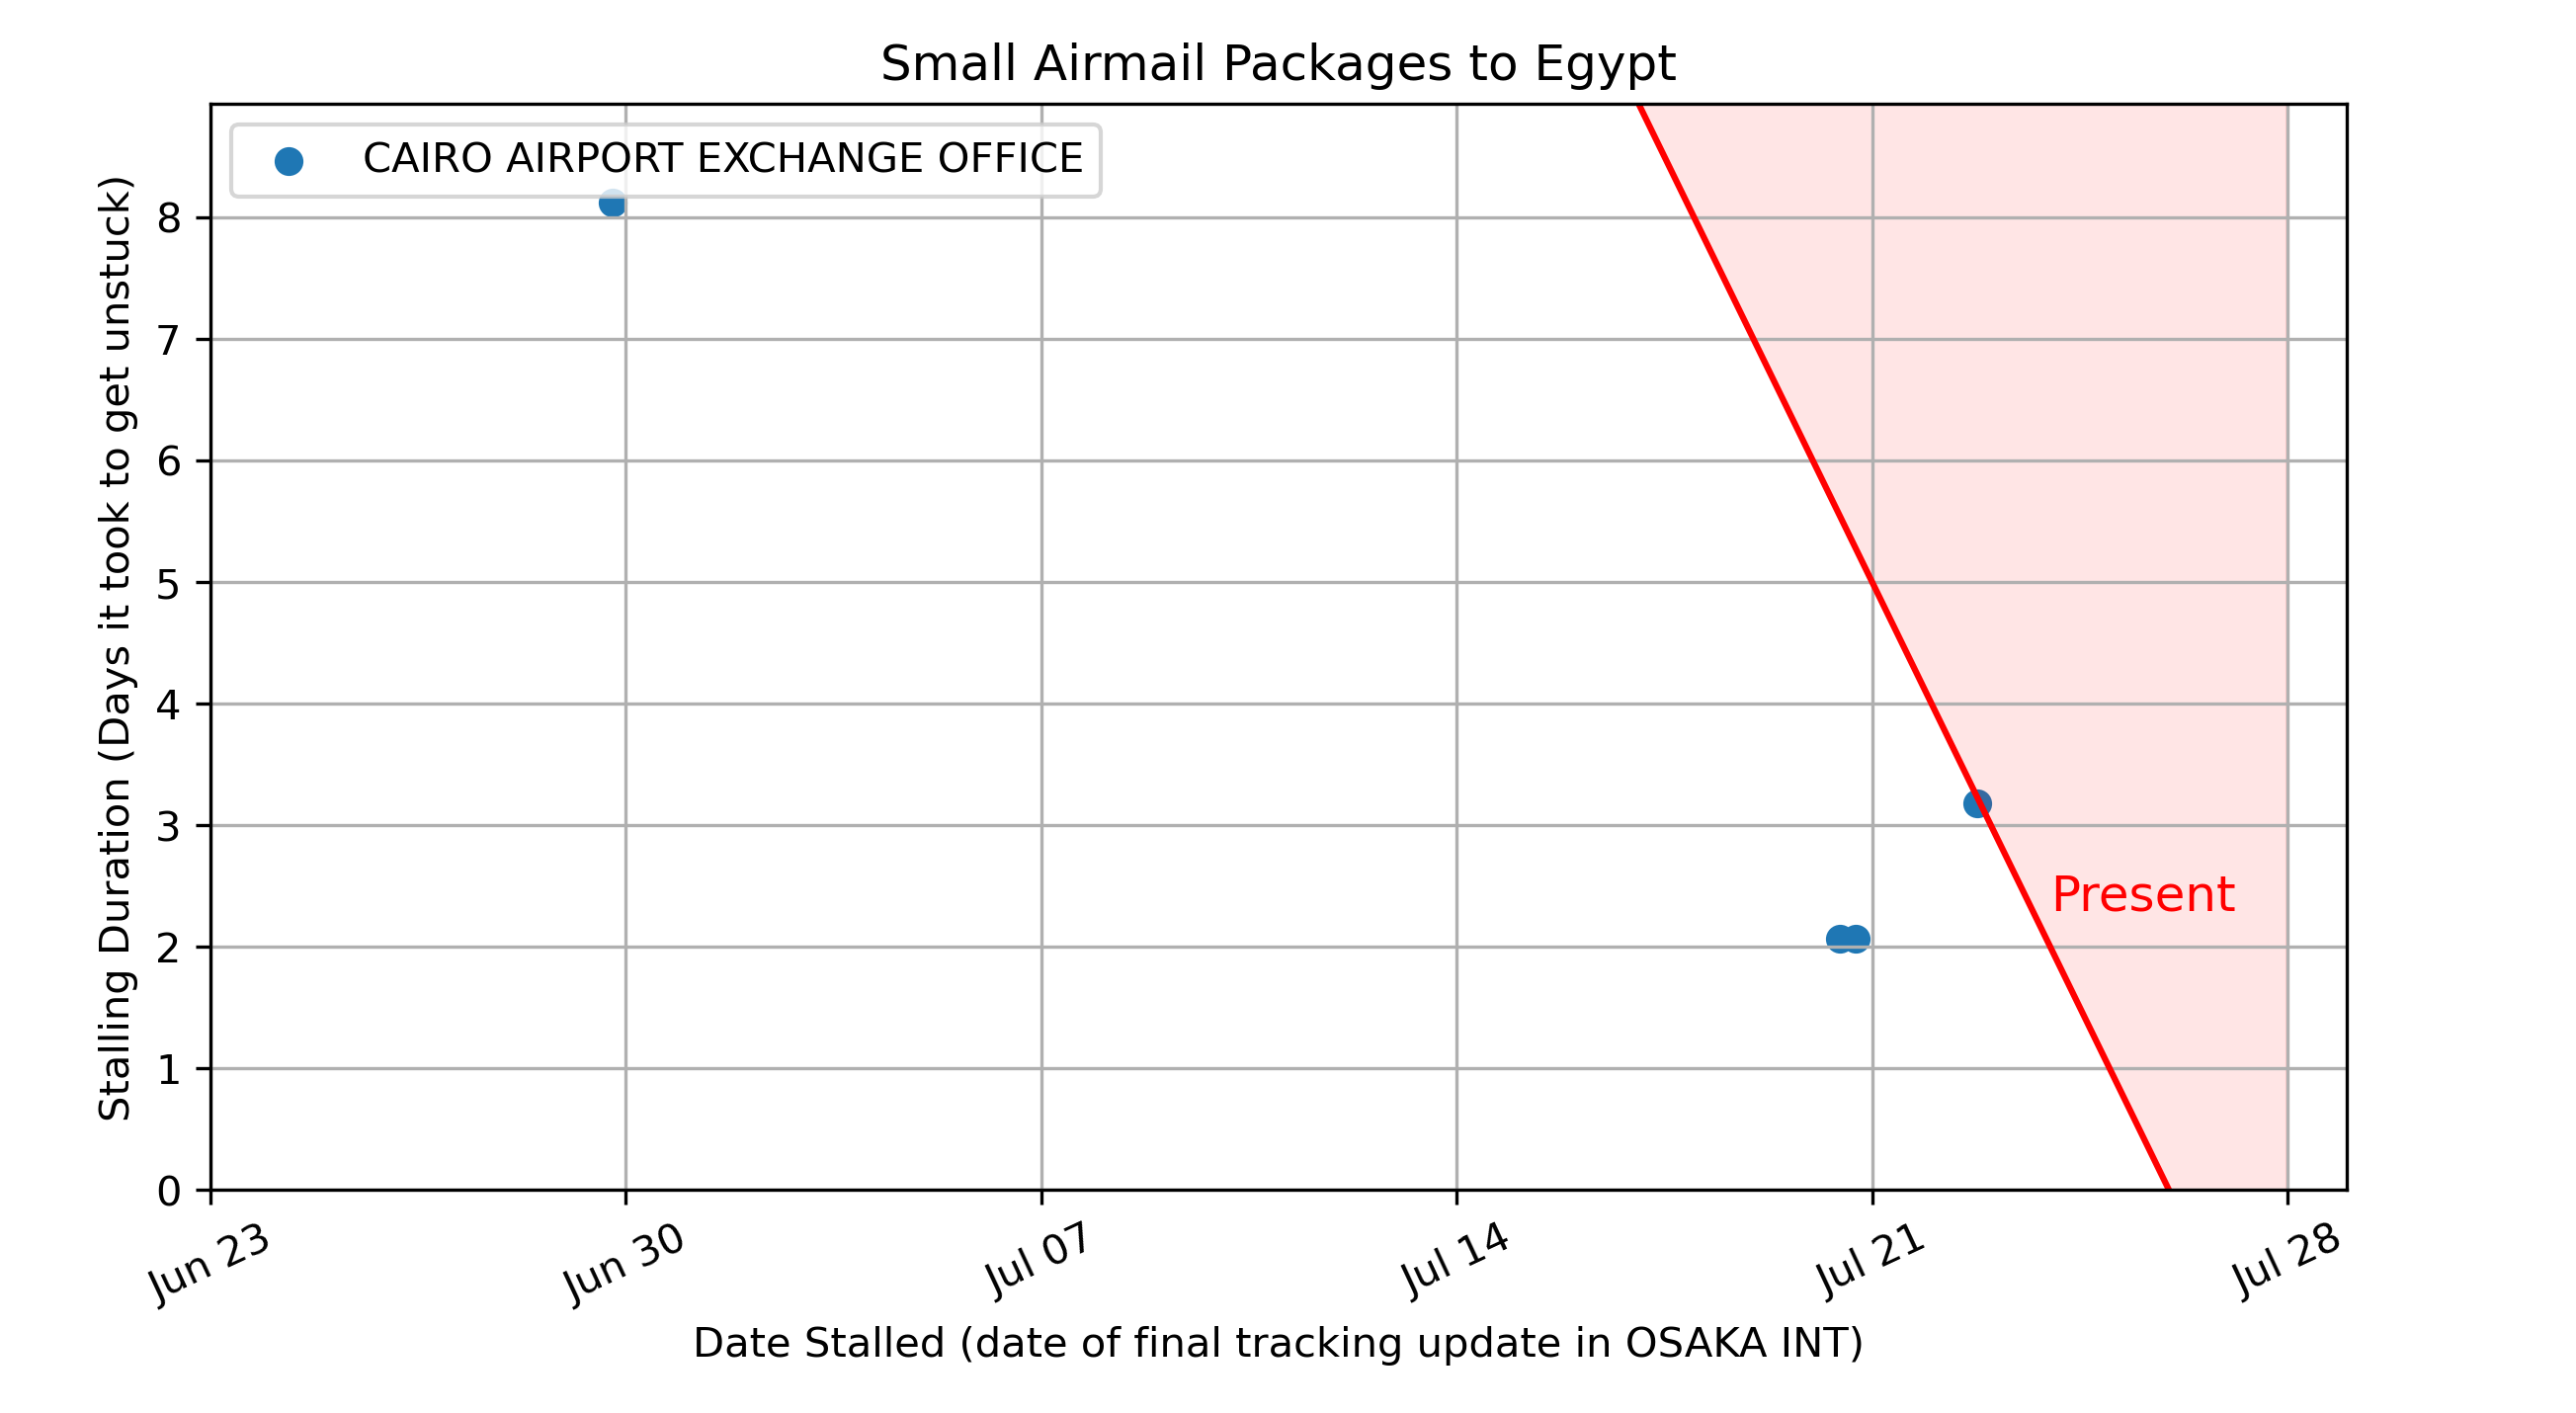 Small Airmail Packages to Egypt
CAIRO AIRPORT EXCHANGE OFFICE
Stalling Duration (Days it took to get unstuck)
8
7
6
5
4
3
2
1
0
Present
Jun 23
Jun 30
Jul 07
Jul 14
Jul 21
Jul 28
Date Stalled (date of final tracking update in OSAKA INT)